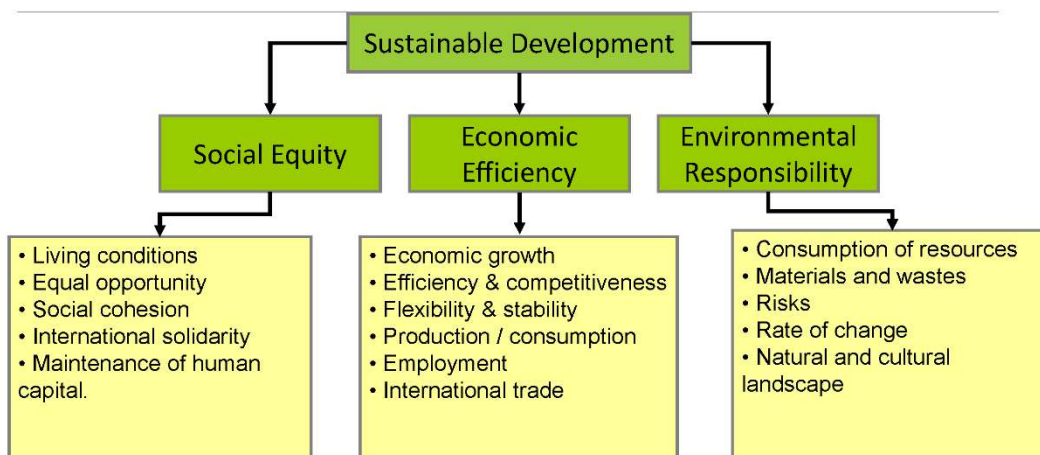 Sustainable Development
Social Equity
Economic
Efficiency
Environmental
Responsibility
• Living conditions
• Equal opportunity
• Social cohesion
• International solidarity
• Maintenance of human
capital.
• Economic growth
• Efficiency & competitiveness
• Flexibility & stability
• Production / consumption
• Employment
• International trade
• Consumption of resources
• Materials and wastes
• Risks
• Rate of change
• Natural and cultural
landscape